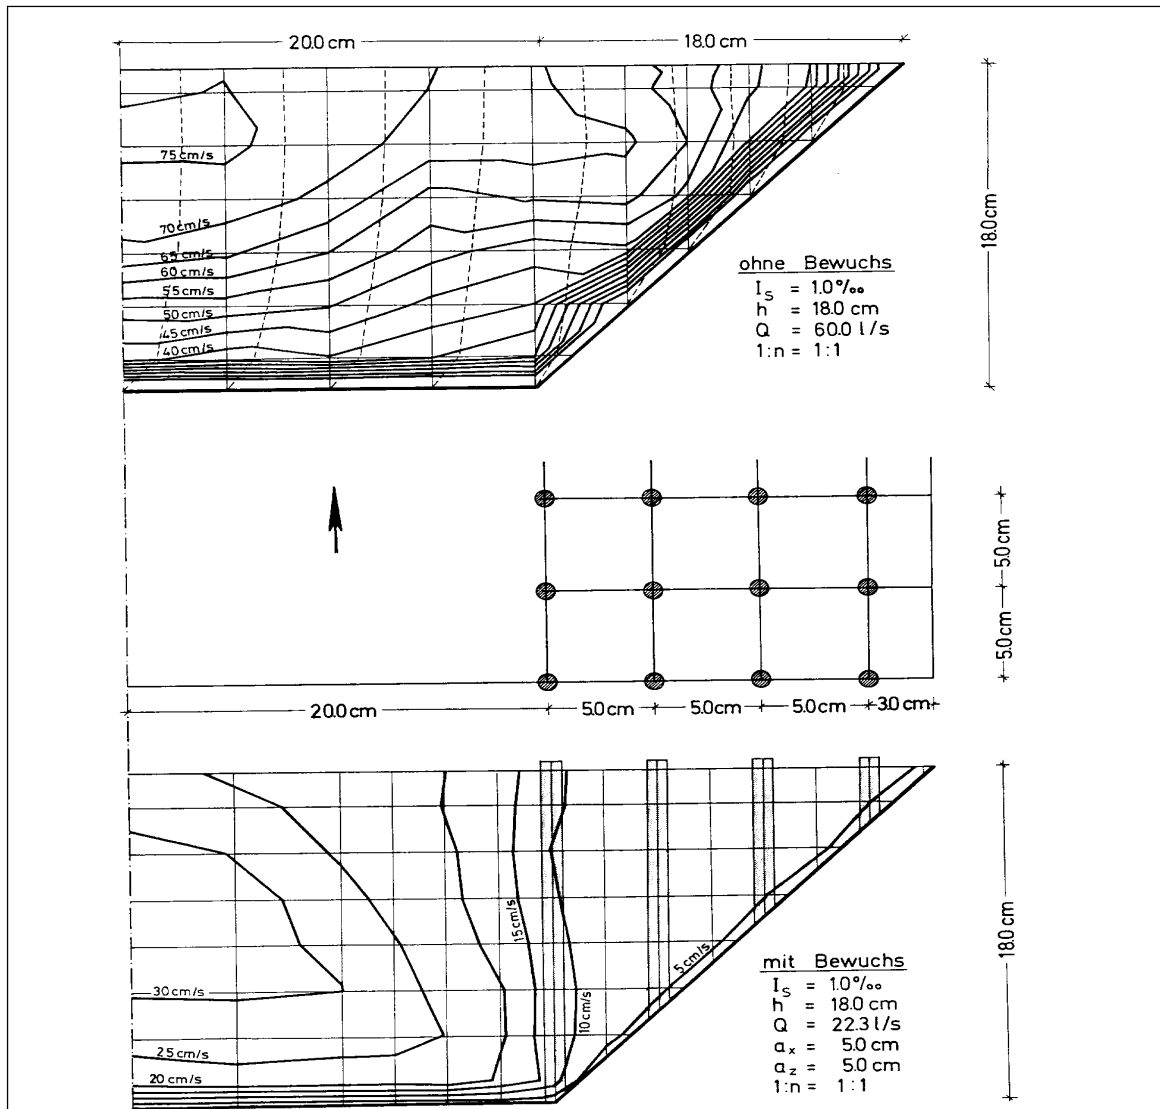 20.0 cm
18.0 cm
75 cm/s
70 cm/s
65 cm/s
60 cm/s
55 cm/s
50 cm/s
45 cm/s
40 cm/s
18.0 cm
ohne Bewuchs
I_S = 1.0‰
h = 18.0 cm
Q = 60.0 l/s
1:n = 1:1
5.0 cm
5.0 cm
20.0 cm
5.0 cm
5.0 cm
5.0 cm
3.0 cm
30 cm/s
25 cm/s
20 cm/s
15 cm/s
10 cm/s
5 cm/s
18.0 cm
mit Bewuchs
I_S = 1.0‰
h = 18.0 cm
Q = 22.3 l/s
a_x = 5.0 cm
a_z = 5.0 cm
1:n = 1:1